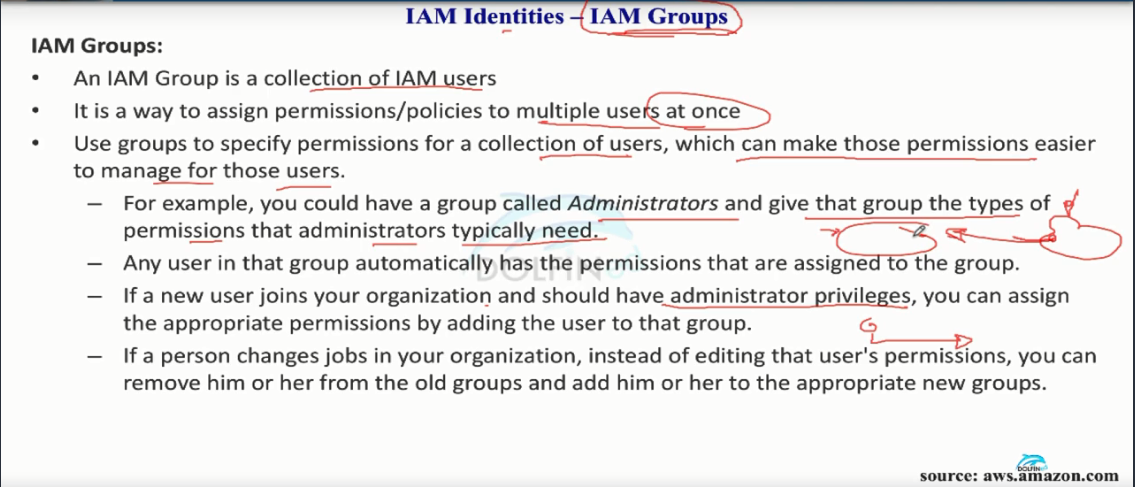 IAM Identities – IAM Groups
IAM Groups:
• An IAM Group is a collection of IAM users
• It is a way to assign permissions/policies to multiple users at once
• Use groups to specify permissions for a collection of users, which can make those permissions easier
to manage for those users.
– For example, you could have a group called Administrators and give that group the types of
permissions that administrators typically need.
– Any user in that group automatically has the permissions that are assigned to the group.
– If a new user joins your organization and should have administrator privileges, you can assign
the appropriate permissions by adding the user to that group.
G
– If a person changes jobs in your organization, instead of editing that user's permissions, you can
remove him or her from the old groups and add him or her to the appropriate new groups.
DOLFIN
DOLFIN
source: aws.amazon.com